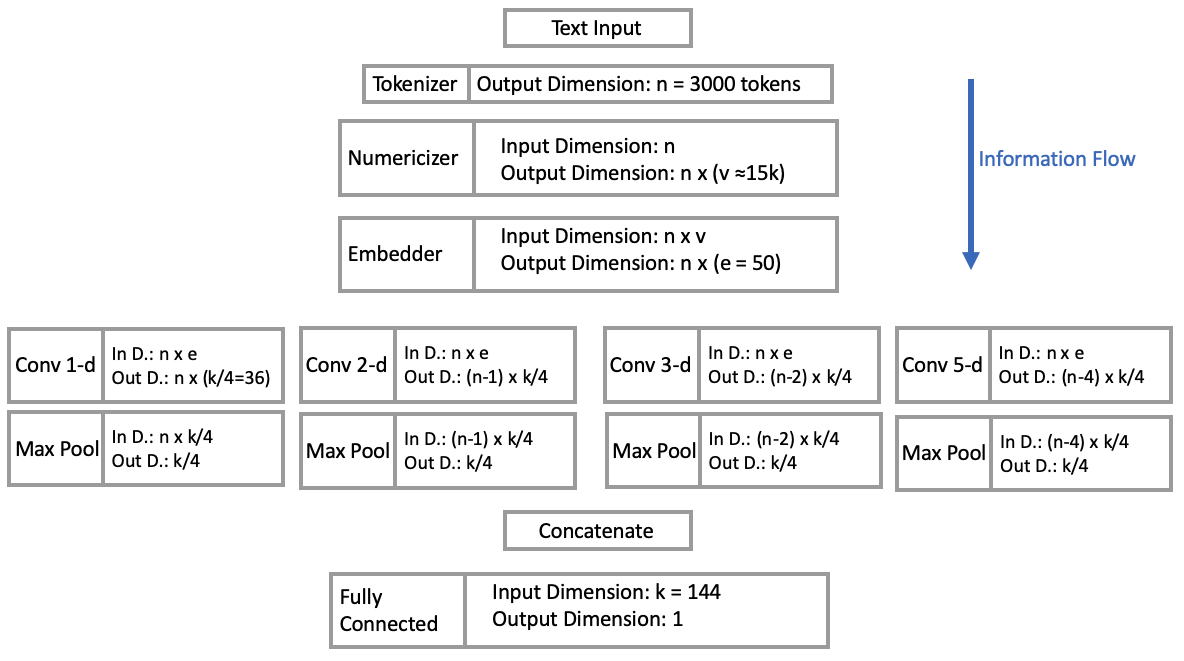 Text Input
Tokenizer
Output Dimension: n = 3000 tokens
Numericizer
Input Dimension: n
Output Dimension: n x (v ≈15k)
Information Flow
Embedder
Input Dimension: n x v
Output Dimension: n x (e = 50)
Conv 1-d
In D.: n x e
Out D.: n x (k/4=36)
Conv 2-d
In D.: n x e
Out D.: (n-1) x k/4
Conv 3-d
In D.: n x e
Out D.: (n-2) x k/4
Conv 5-d
In D.: n x e
Out D.: (n-4) x k/4
Max Pool
In D.: n x k/4
Out D.: k/4
Max Pool
In D.: (n-1) x k/4
Out D.: k/4
Max Pool
In D.: (n-2) x k/4
Out D.: k/4
Max Pool
In D.: (n-4) x k/4
Out D.: k/4
Concatenate
Fully
Connected
Input Dimension: k = 144
Output Dimension: 1